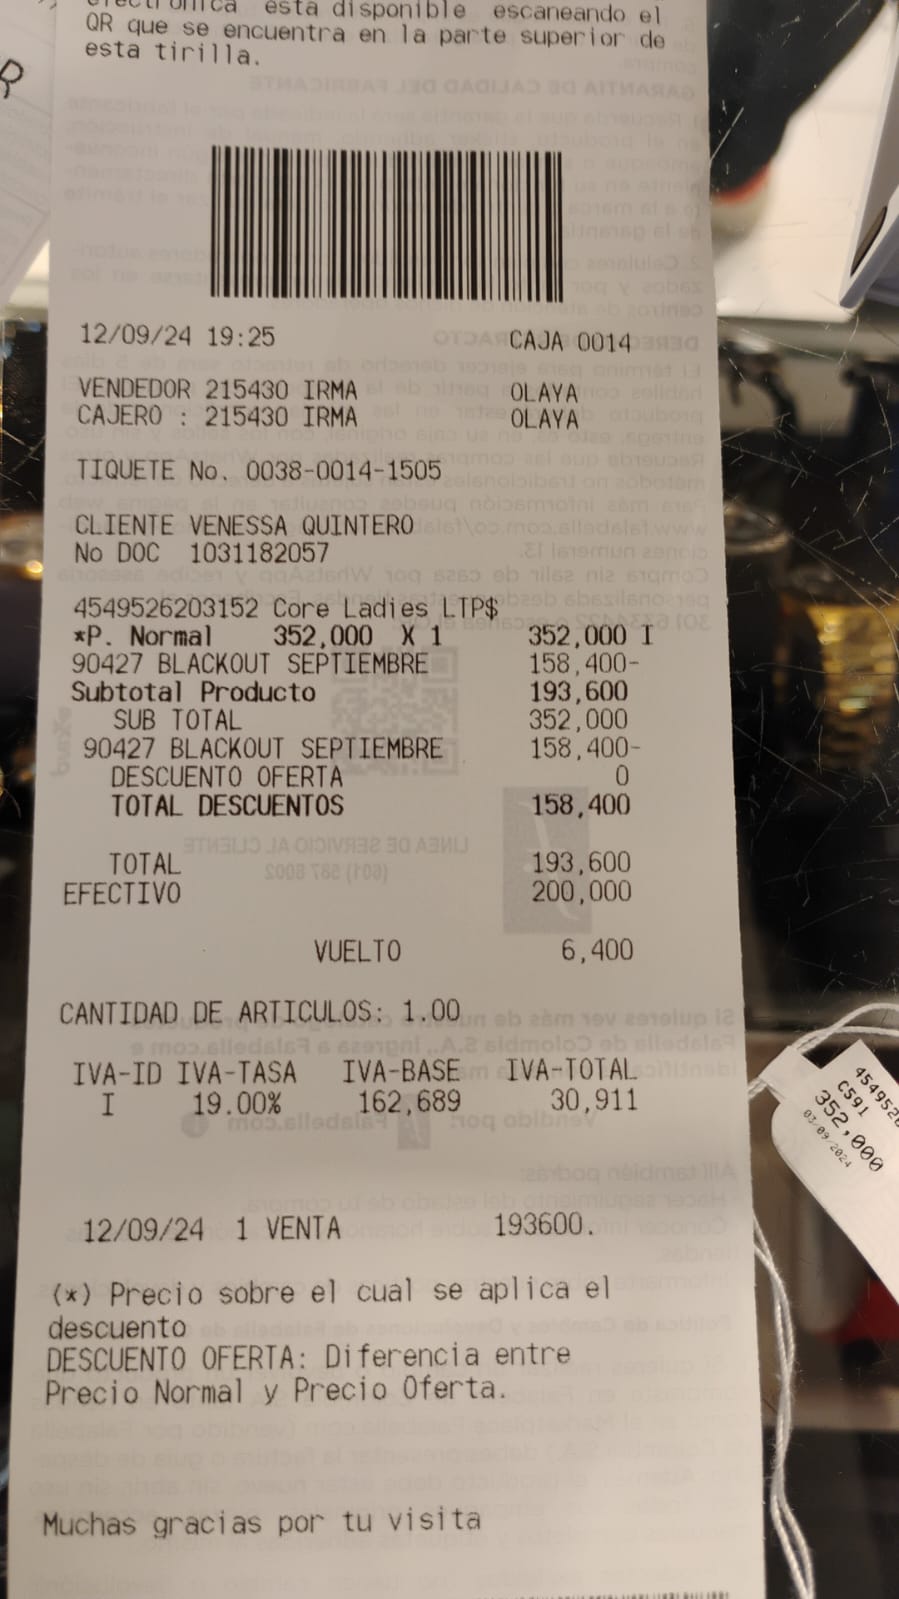 electrónica está disponible escaneando el
QR que se encuentra en la parte superior de
esta tirilla.
R
12/09/24 19:25 CAJA 0014
VENDEDOR 215430 IRMA OLAYA
CAJERO : 215430 IRMA OLAYA
TIQUETE No. 0038-0014-1505
CLIENTE VENESSA QUINTERO
No DOC 1031182057
4549526203152 Core Ladies LTP$
*P. Normal 352,000 X 1 352,000 I
90427 BLACKOUT SEPTIEMBRE 158,400-
Subtotal Producto 193,600
SUB TOTAL 352,000
90427 BLACKOUT SEPTIEMBRE 158,400-
DESCUENTO OFERTA 0
TOTAL DESCUENTOS 158,400
TOTAL 193,600
EFECTIVO 200,000
VUELTO 6,400
CANTIDAD DE ARTICULOS: 1.00
IVA-ID IVA-TASA IVA-BASE IVA-TOTAL
I 19.00% 162,689 30,911
12/09/24 1 VENTA 193600.
(*) Precio sobre el cual se aplica el
descuento
DESCUENTO OFERTA: Diferencia entre
Precio Normal y Precio Oferta.
Muchas gracias por tu visita
C591
352,000
03/09/2024